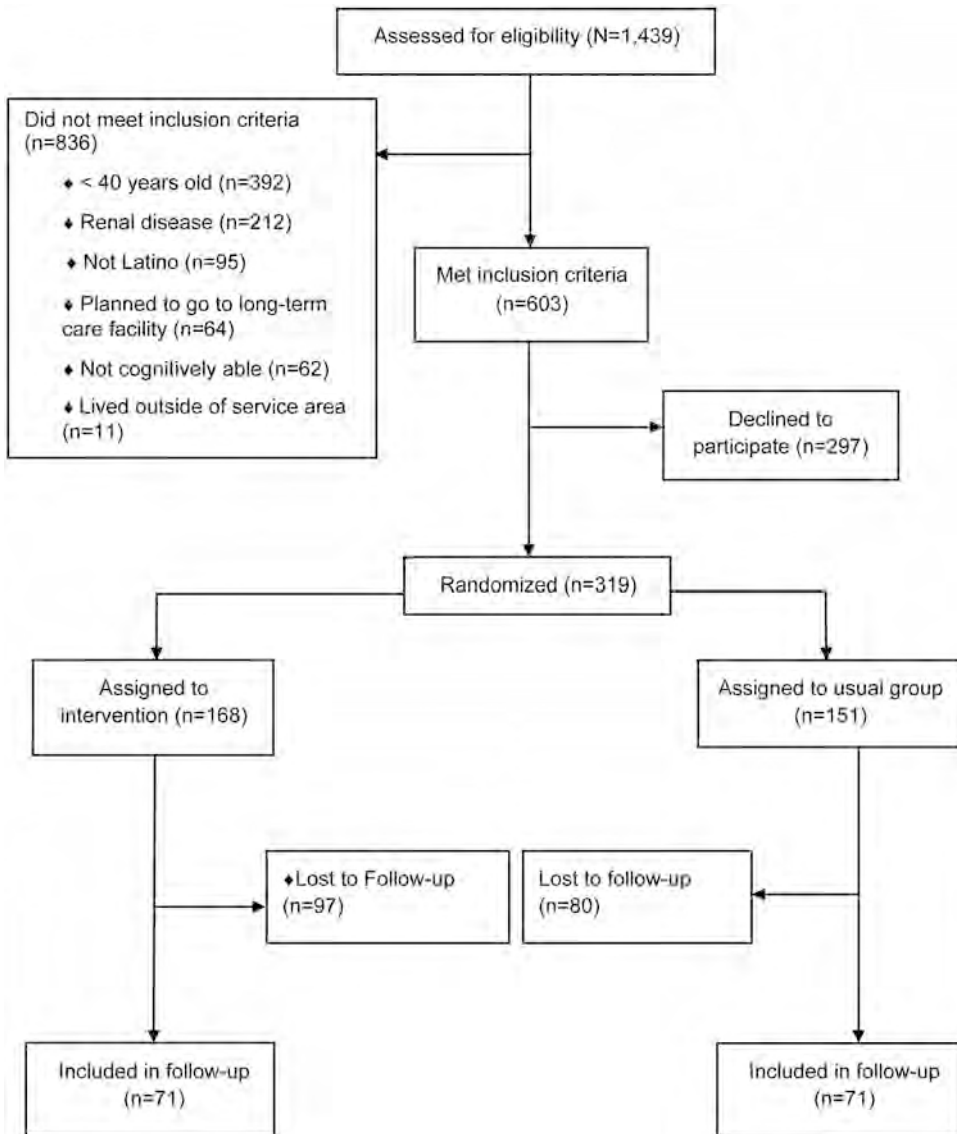 Assessed for eligibility (N=1,439)
Did not meet inclusion criteria
(n=836)
♦ < 40 years old (n=392)
♦ Renal disease (n=212)
♦ Not Latino (n=95)
♦ Planned to go to long-term
care facility (n=64)
♦ Not cognilively able (n=62)
♦ Lived outside of service area
(n=11)
Met inclusion criteria
(n=603)
Declined to
participate (n=297)
Randomized (n=319)
Assigned to
intervention (n=168)
Assigned to usual group
(n=151)
♦Lost to Follow-up
(n=97)
Lost to follow-up
(n=80)
Included in follow-up
(n=71)
Included in follow-up
(n=71)